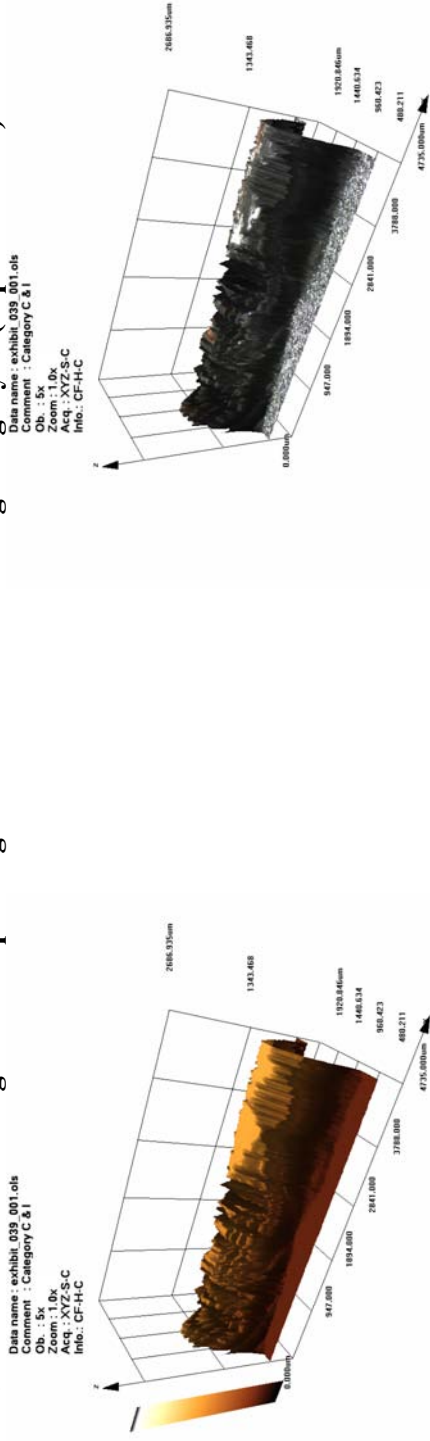 Data name : exhibit_039_001.ols
Comment : Category C & I
Ob. : 5x
Zoom : 1.0x
Acq. : XYZ-S-C
Info.: CF-H-C
z
2686.935um
1343.468
1920.846um
1440.634
960.423
480.211
4735.000um
3788.000
2841.000
1894.000
947.000
0.000um
Data name : exhibit_039_001.ols
Comment : Category C & I
Ob. : 5x
Zoom : 1.0x
Acq. : XYZ-S-C
Info.: CF-H-C
z
2686.935um
1343.468
1920.846um
1440.634
960.423
480.211
4735.000um
3788.000
2841.000
1894.000
947.000
0.000um